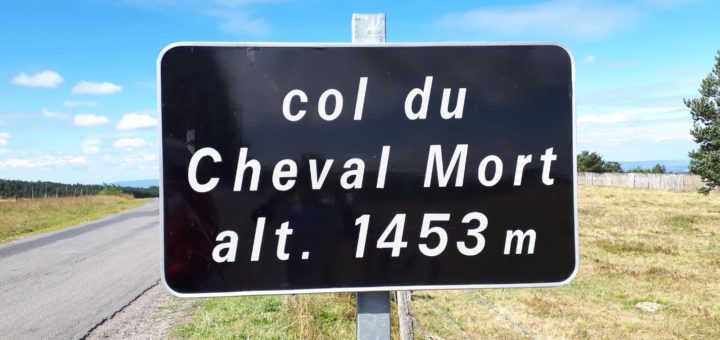 col du
Cheval Mort
alt. 1453 m